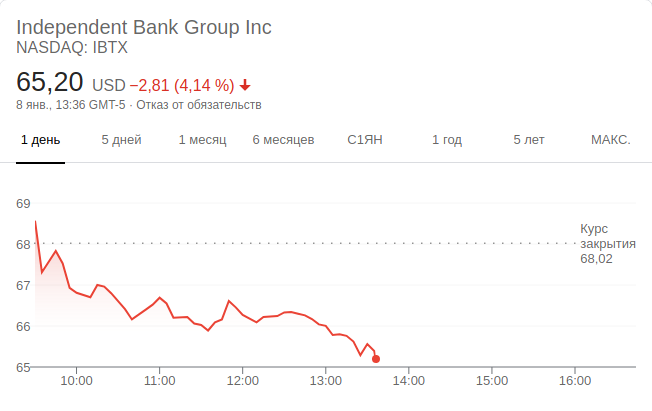 Independent Bank Group Inc
NASDAQ: IBTX
65,20 USD −2,81 (4,14 %)
8 янв., 13:36 GMT-5 · Отказ от обязательств
1 день 5 дней 1 месяц 6 месяцев С1ЯН 1 год 5 лет МАКС.
69
68
67
66
65
Курс
закрытия
68,02
10:00 11:00 12:00 13:00 14:00 15:00 16:00